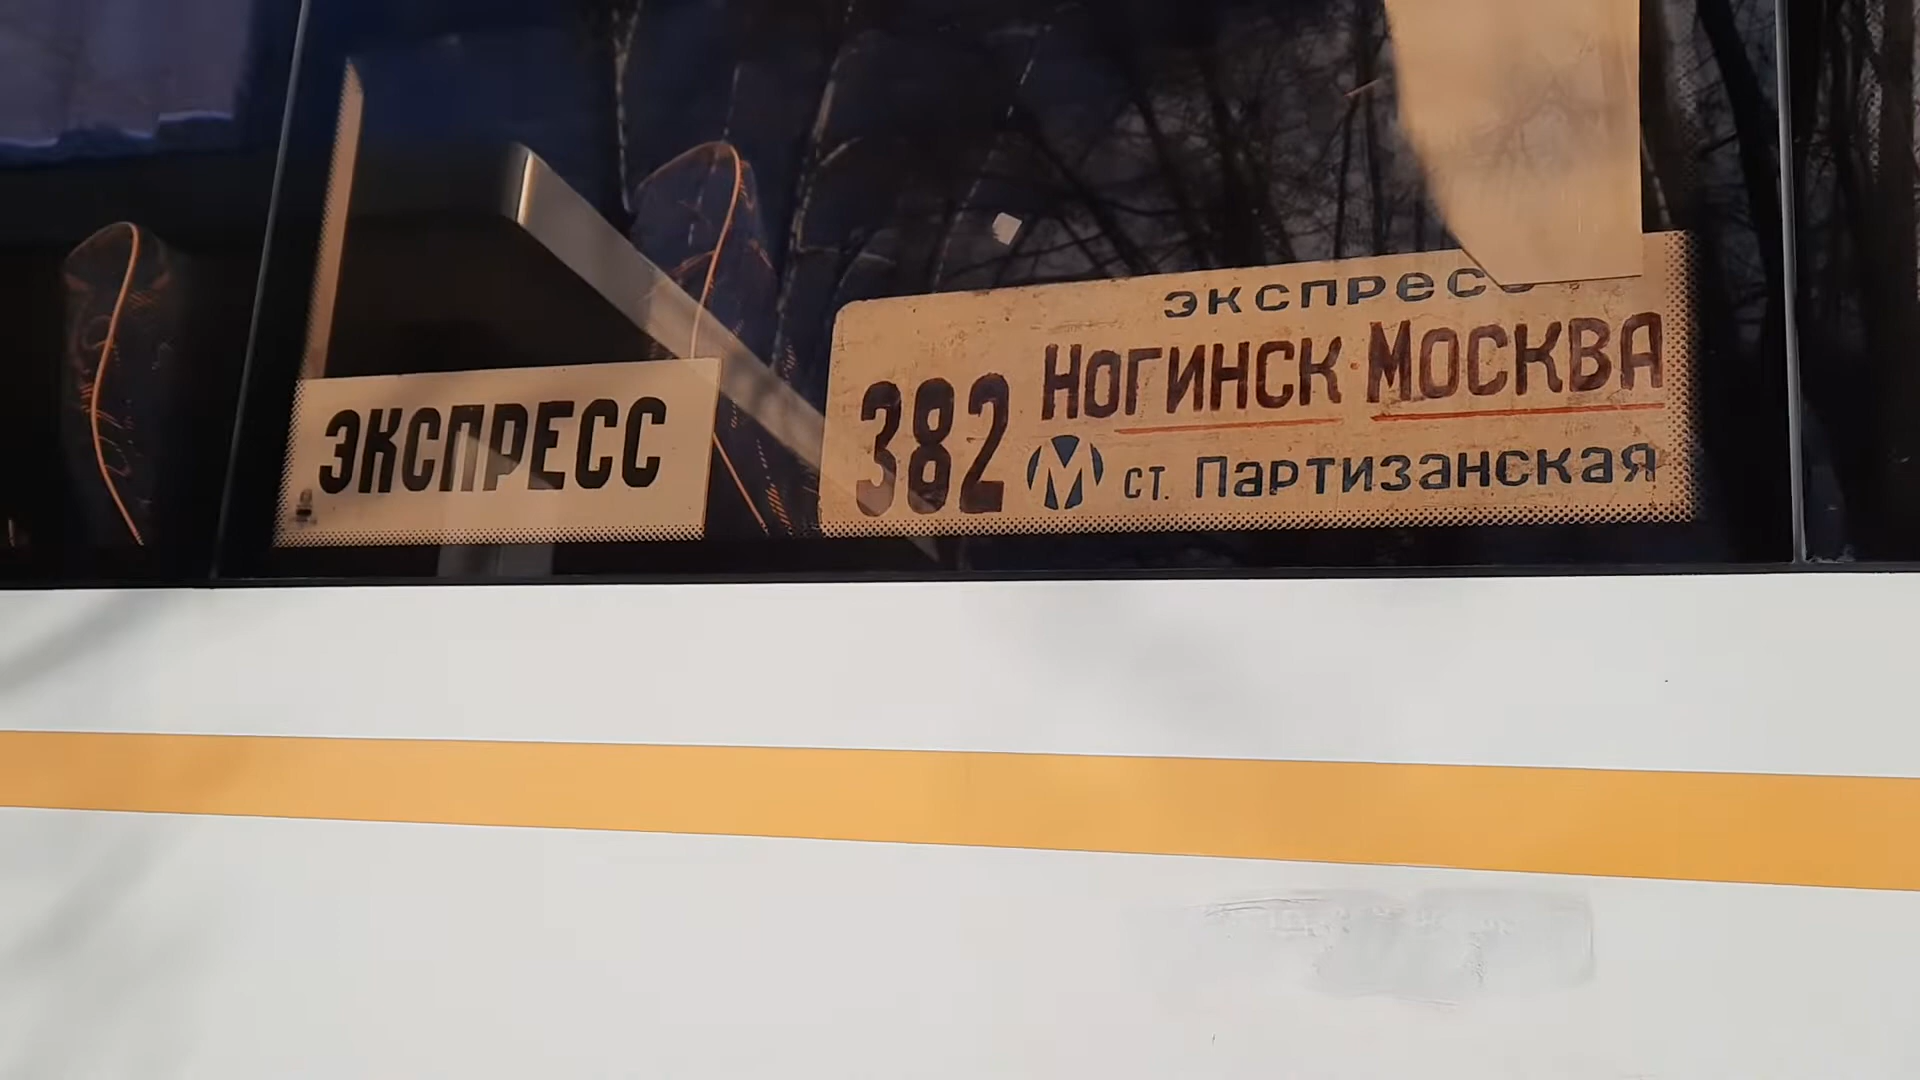 ЭКСПРЕСС
экспресс
382
Ногинск Москва
М ст. Партизанская